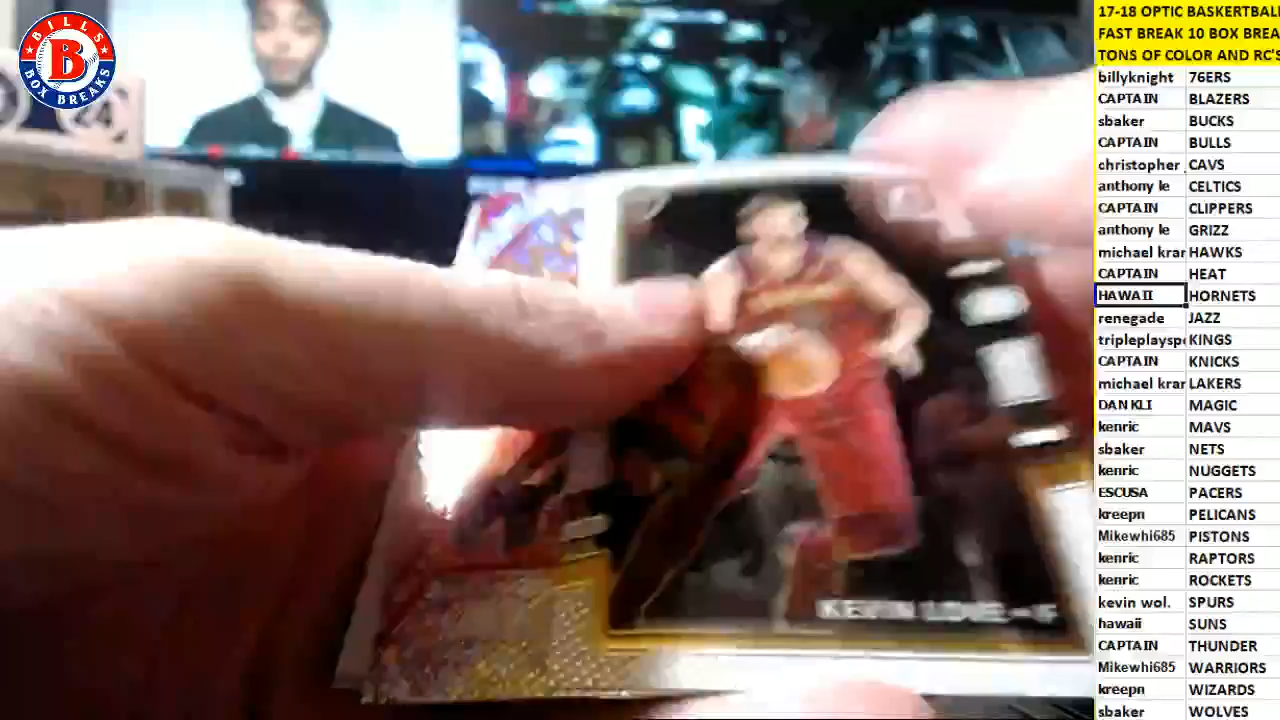 BILLS
B
BOX BREAKS
24
KEVIN LOVE - F
17-18 OPTIC BASKERTBALL
FAST BREAK 10 BOX BREA
TONS OF COLOR AND RC'S
billyknight 76ERS
CAPTAIN BLAZERS
sbaker BUCKS
CAPTAIN BULLS
christopher CAVS
anthony le CELTICS
CAPTAIN CLIPPERS
anthony le GRIZZ
michael krar HAWKS
CAPTAIN HEAT
HAWAII HORNETS
renegade JAZZ
tripleplayspo KINGS
CAPTAIN KNICKS
michael krar LAKERS
DAN KLI MAGIC
kenric MAVS
sbaker NETS
kenric NUGGETS
ESCUSA PACERS
kreepn PELICANS
Mikewhi685 PISTONS
kenric RAPTORS
kenric ROCKETS
kevin wol. SPURS
hawaii SUNS
CAPTAIN THUNDER
Mikewhi685 WARRIORS
kreepn WIZARDS
sbaker WOLVES